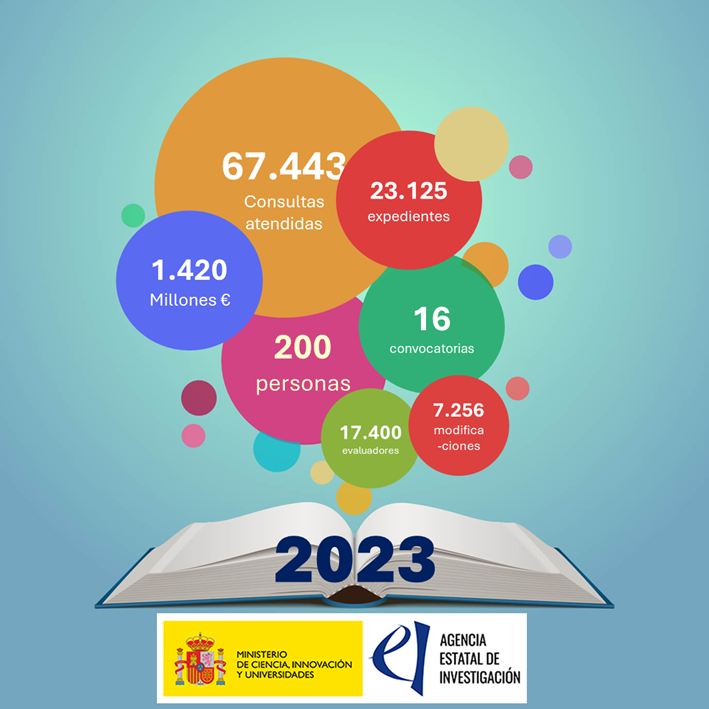 67.443
Consultas
atendidas
23.125
expedientes
1.420
Millones €
16
convocatorias
200
personas
7.256
modifica
-ciones
17.400
evaluadores
2023
MINISTERIO
DE CIENCIA, INNOVACIÓN
Y UNIVERSIDADES
AGENCIA
ESTATAL DE
INVESTIGACIÓN